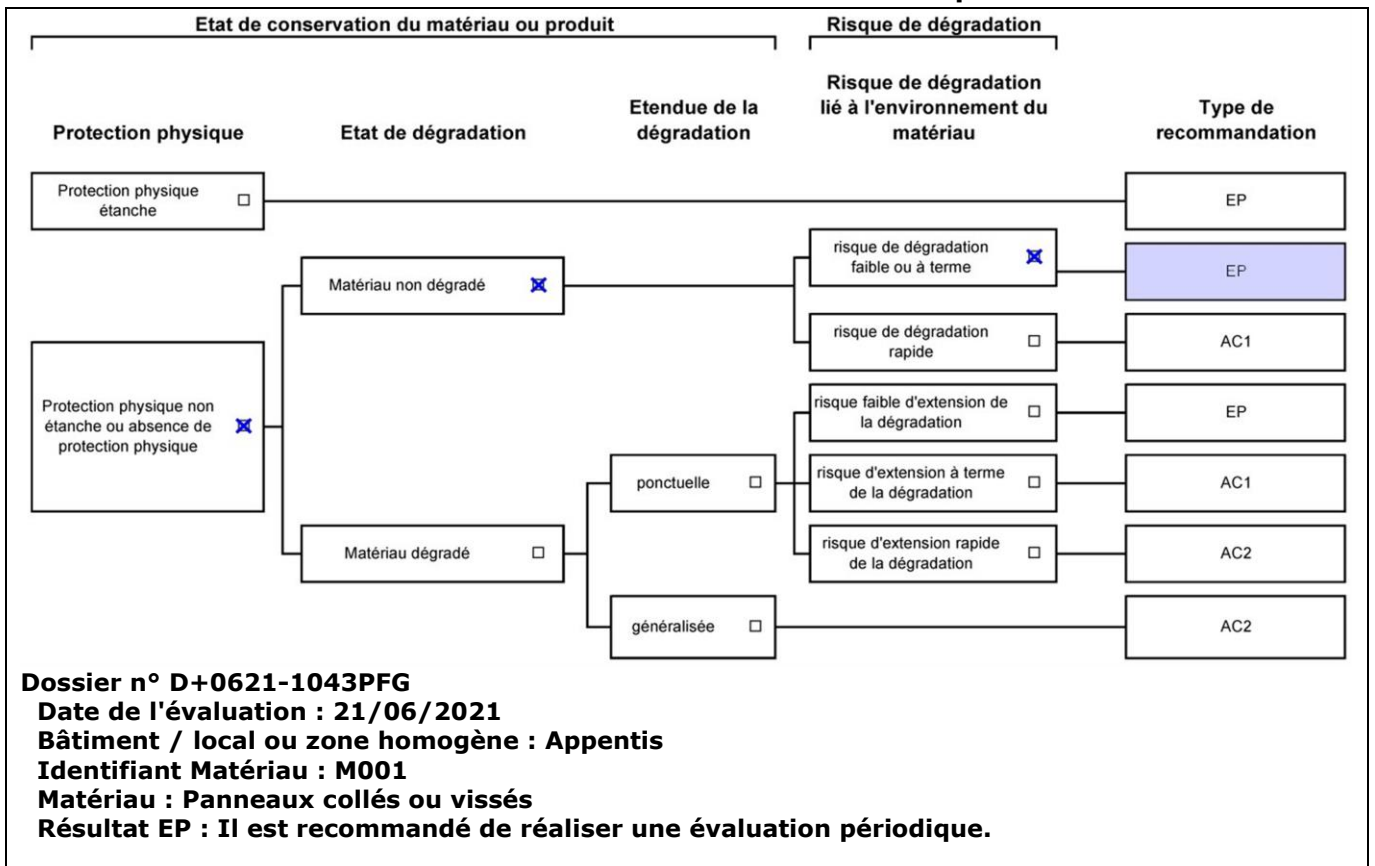 Etat de conservation du matériau ou produit
Risque de dégradation
Protection physique
Etat de dégradation
Etendue de la
dégradation
Risque de dégradation
lié à l'environnement du
matériau
Type de
recommandation
Protection physique
étanche
EP
risque de dégradation
faible ou à terme
EP
Matériau non dégradé
risque de dégradation
rapide
AC1
Protection physique non
étanche ou absence de
protection physique
risque faible d'extension de
la dégradation
EP
ponctuelle
risque d'extension à terme
de la dégradation
AC1
Matériau dégradé
risque d'extension rapide
de la dégradation
AC2
généralisée
AC2
Dossier n° D+0621-1043PFG
Date de l'évaluation : 21/06/2021
Bâtiment / local ou zone homogène : Appentis
Identifiant Matériau : M001
Matériau : Panneaux collés ou vissés
Résultat EP : Il est recommandé de réaliser une évaluation périodique.